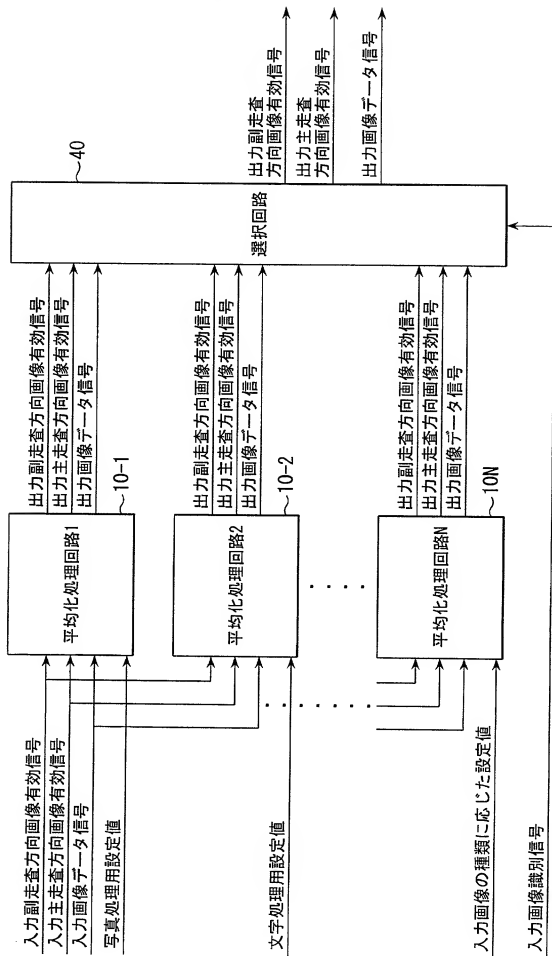 入力副走査方向画像有効信号
入力主走査方向画像有効信号
入力画像データ信号
写真処理用設定値
文字処理用設定値
入力画像の種類に応じた設定値
入力画像識別信号
平均化処理回路1
10-1
平均化処理回路2
10-2
平均化処理回路N
10N
出力副走査方向画像有効信号
出力主走査方向画像有効信号
出力画像データ信号
出力副走査方向画像有効信号
出力主走査方向画像有効信号
出力画像データ信号
出力副走査方向画像有効信号
出力主走査方向画像有効信号
出力画像データ信号
選択回路
40
出力副走査
方向画像有効信号
出力主走査
方向画像有効信号
出力画像データ信号